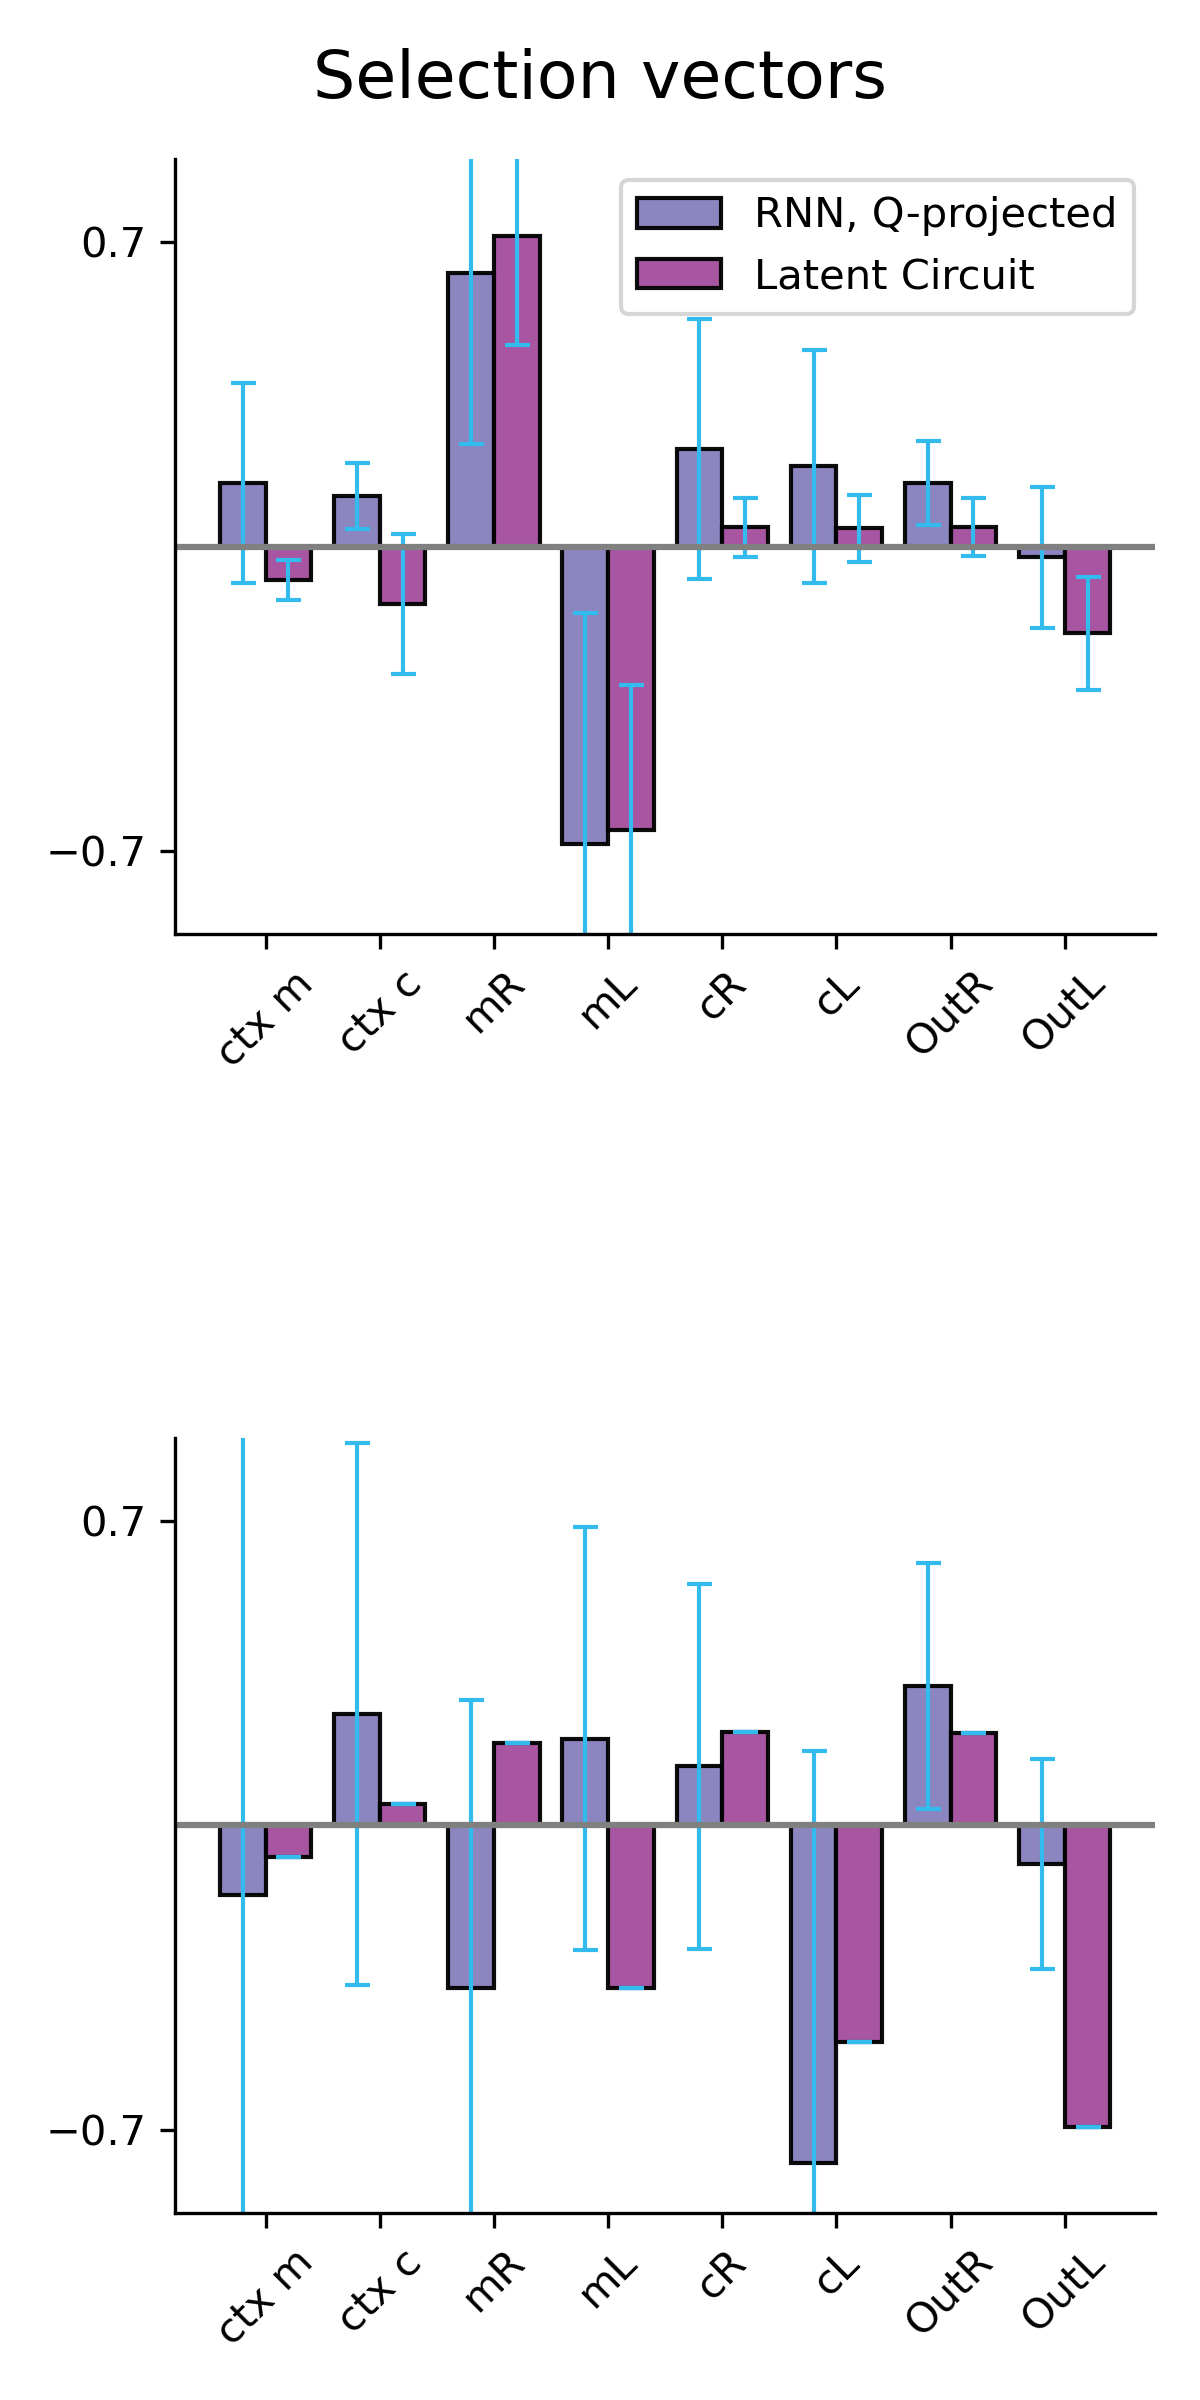 Selection vectors
RNN, Q-projected
Latent Circuit
0.7
−0.7
ctx m ctx c mR mL cR cL OutR OutL
0.7
−0.7
ctx m ctx c mR mL cR cL OutR OutL